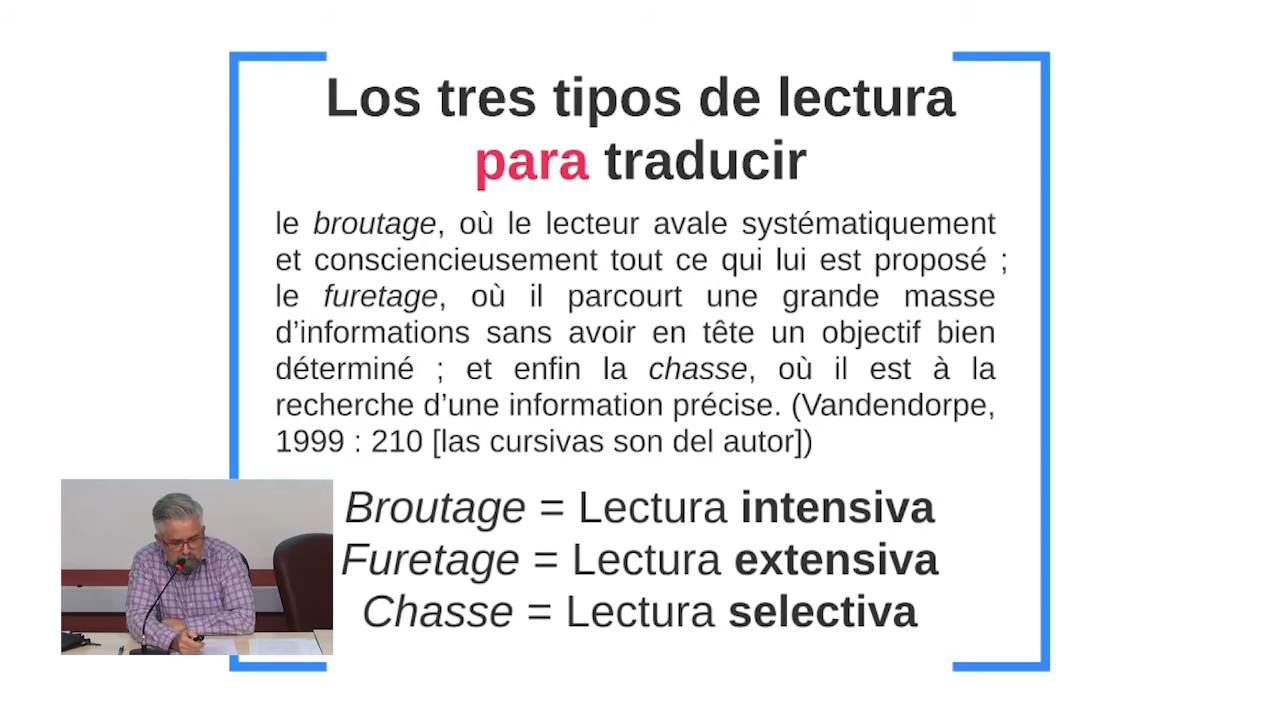 Los tres tipos de lectura
para traducir
le broutage, où le lecteur avale systématiquement
et consciencieusement tout ce qui lui est proposé ;
le furetage, où il parcourt une grande masse
d’informations sans avoir en tête un objectif bien
déterminé ; et enfin la chasse, où il est à la
recherche d’une information précise. (Vandendorpe,
1999 : 210 [las cursivas son del autor])
Broutage = Lectura intensiva
Furetage = Lectura extensiva
Chasse = Lectura selectiva